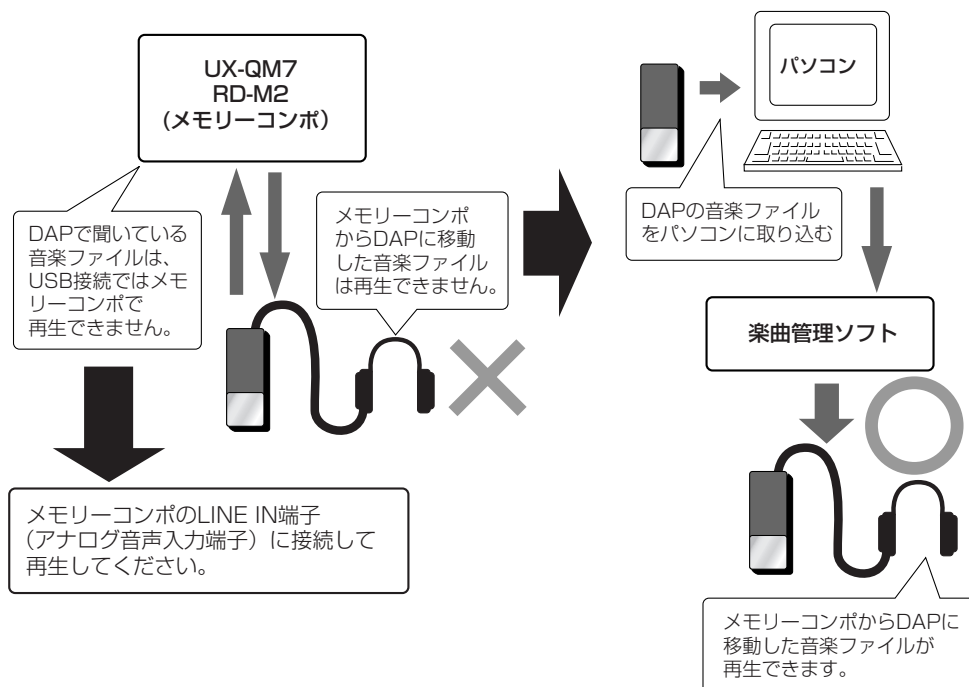 UX-QM7
RD-M2
(メモリーコンポ）
DAPで聞いている
音楽ファイルは、
USB接続ではメモ
リーコンポで
再生できません。
メモリーコンポ
からDAPに移動
した音楽ファイル
は再生できません。
メモリーコンポのLINE IN端子
（アナログ音声入力端子）に接続して
再生してください。
パソコン
DAPの音楽ファイル
をパソコンに取り込む
楽曲管理ソフト
メモリーコンポからDAPに
移動した音楽ファイルが
再生できます。